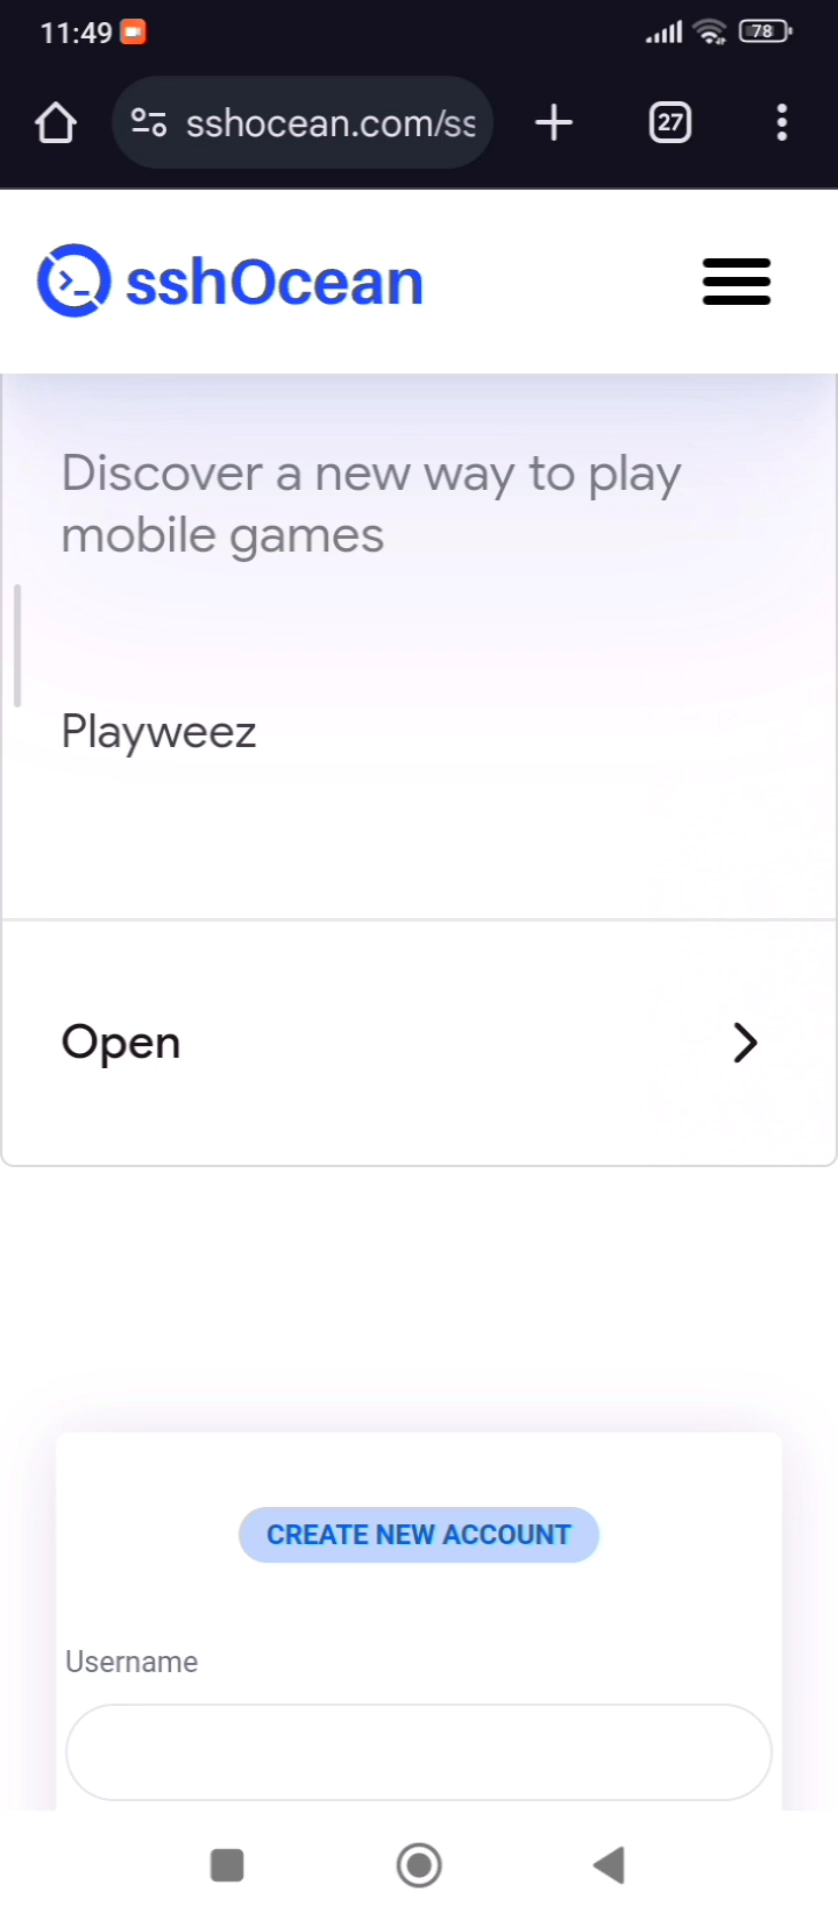 11:49
78
sshocean.com/ss
27
sshOcean
Discover a new way to play
mobile games
Playweez
Open
CREATE NEW ACCOUNT
Username